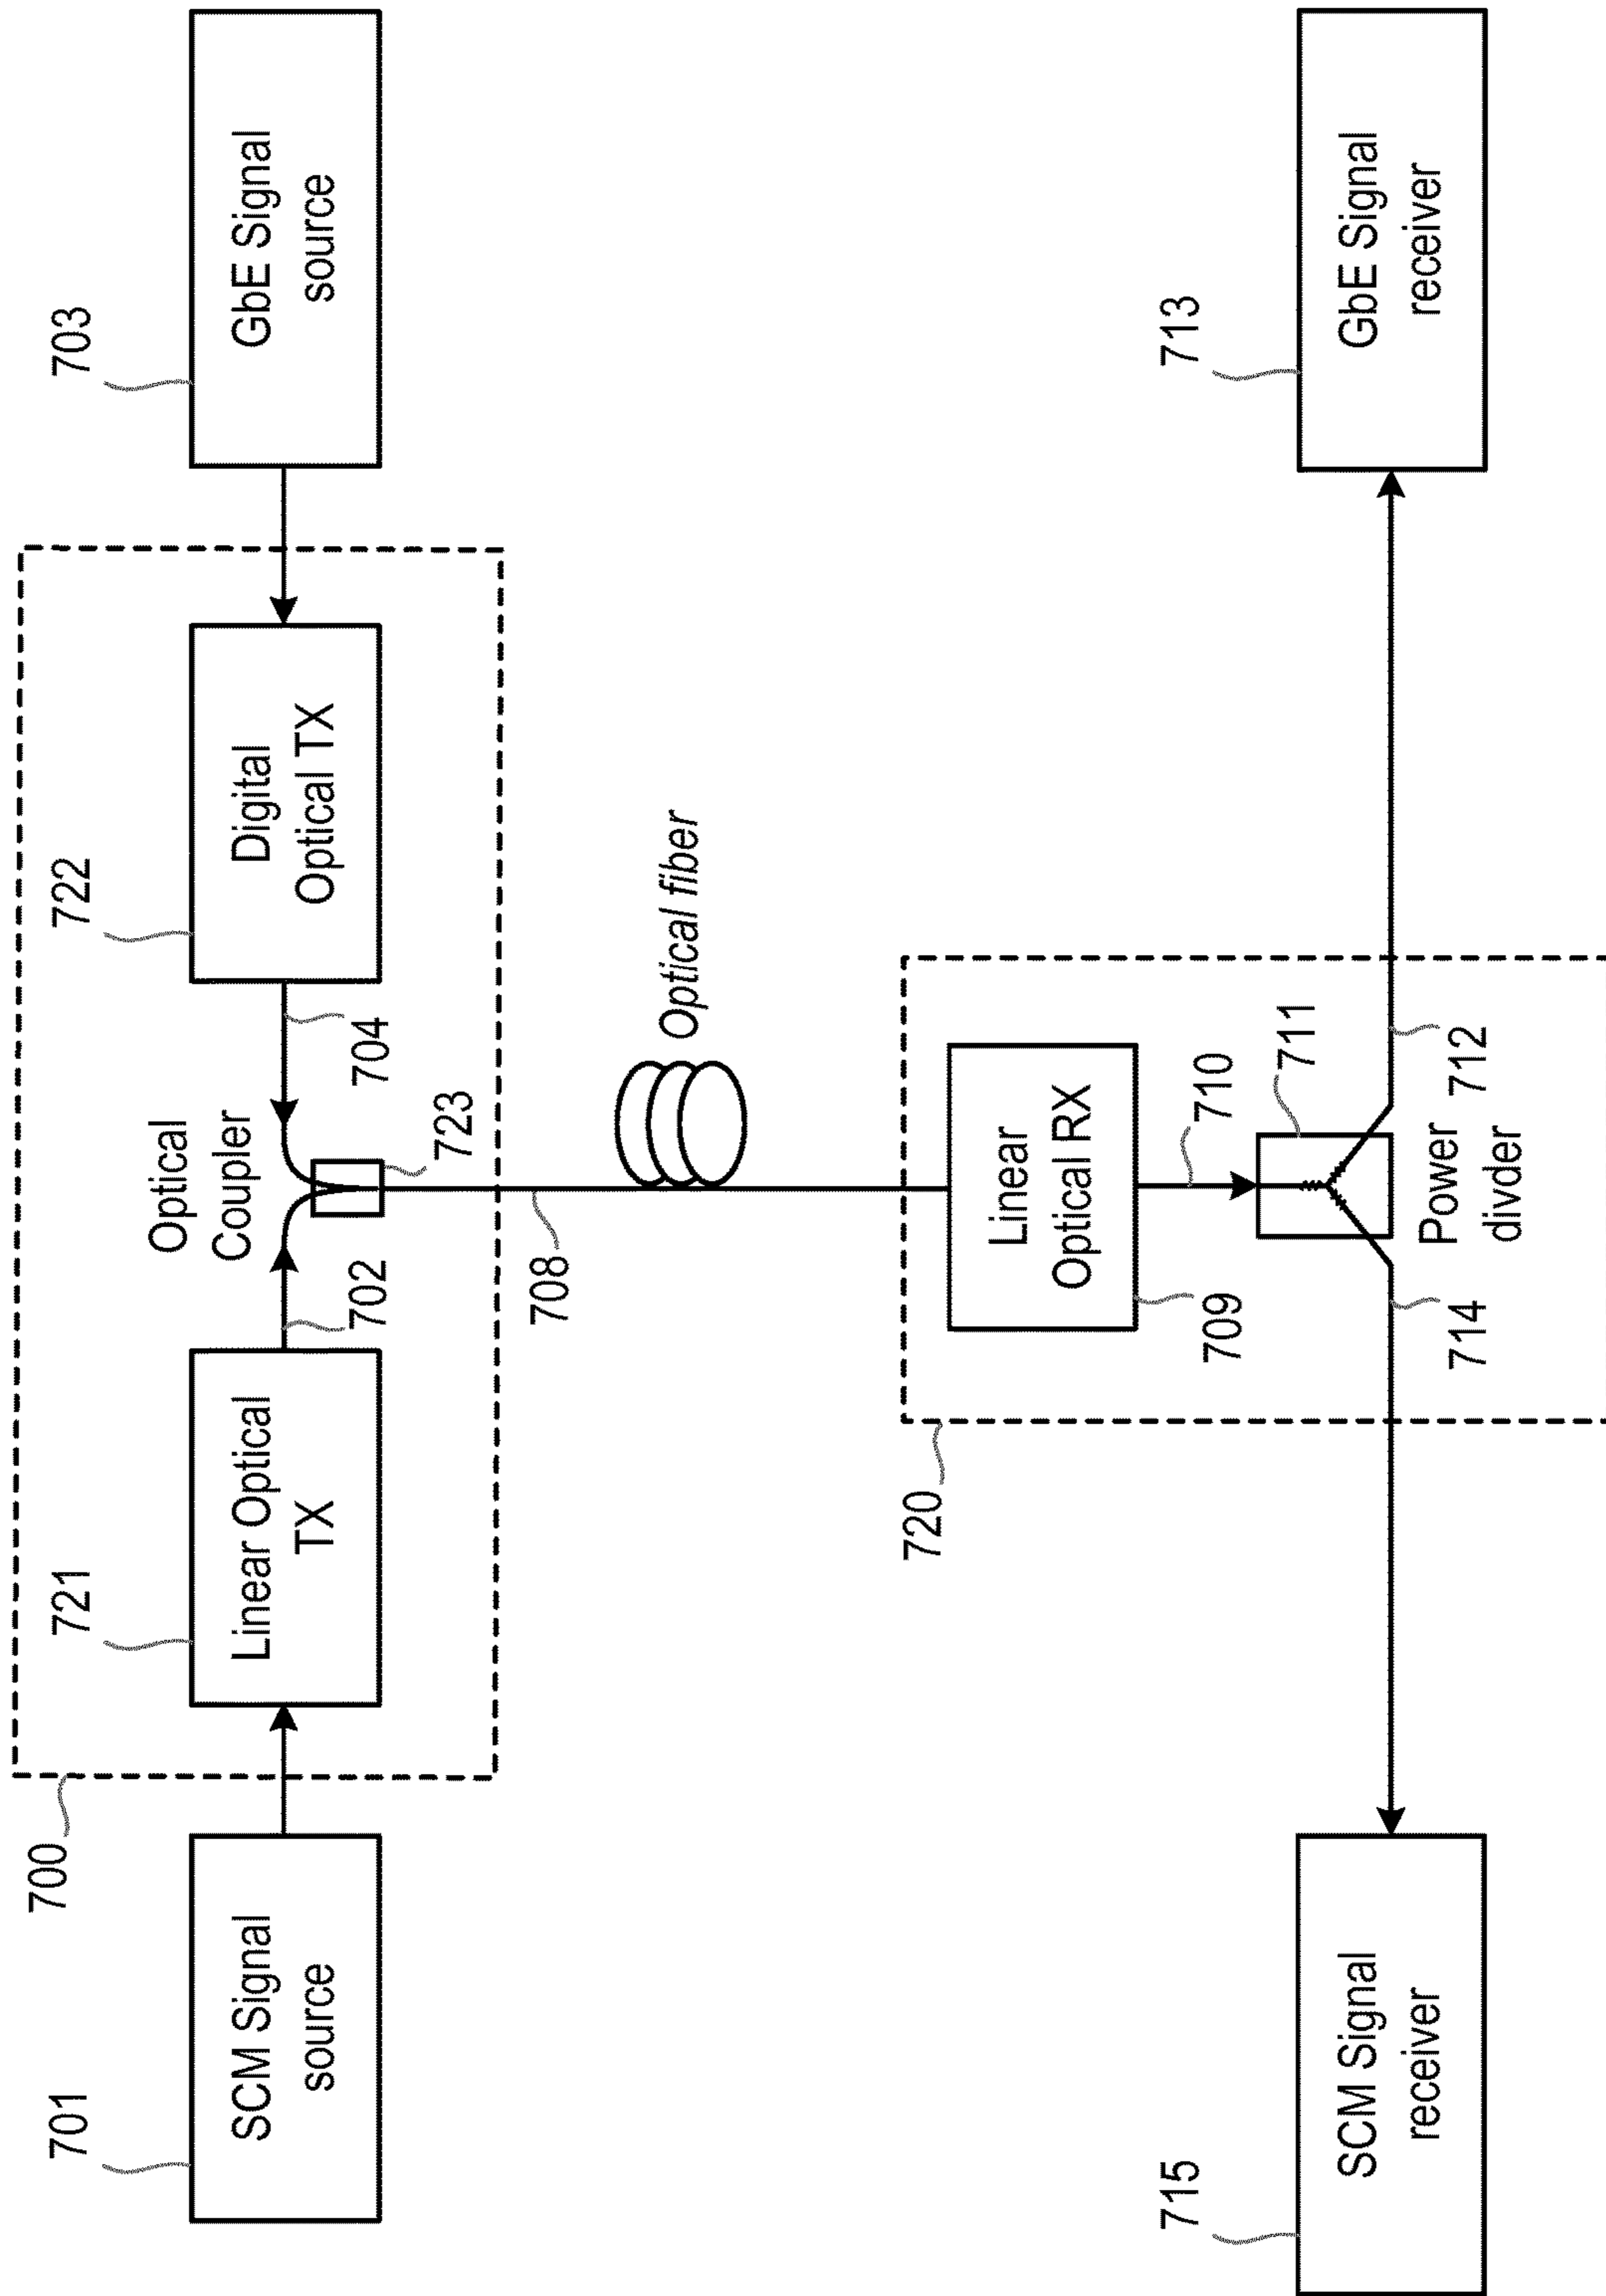 700
701
SCM Signal
source
721
Linear Optical
TX
702
Optical
Coupler
704
723
722
Digital
Optical TX
703
GbE Signal
source
708
Optical fiber
720
Linear
Optical RX
709
710
711
Power
divder
714
712
715
SCM Signal
receiver
713
GbE Signal
receiver